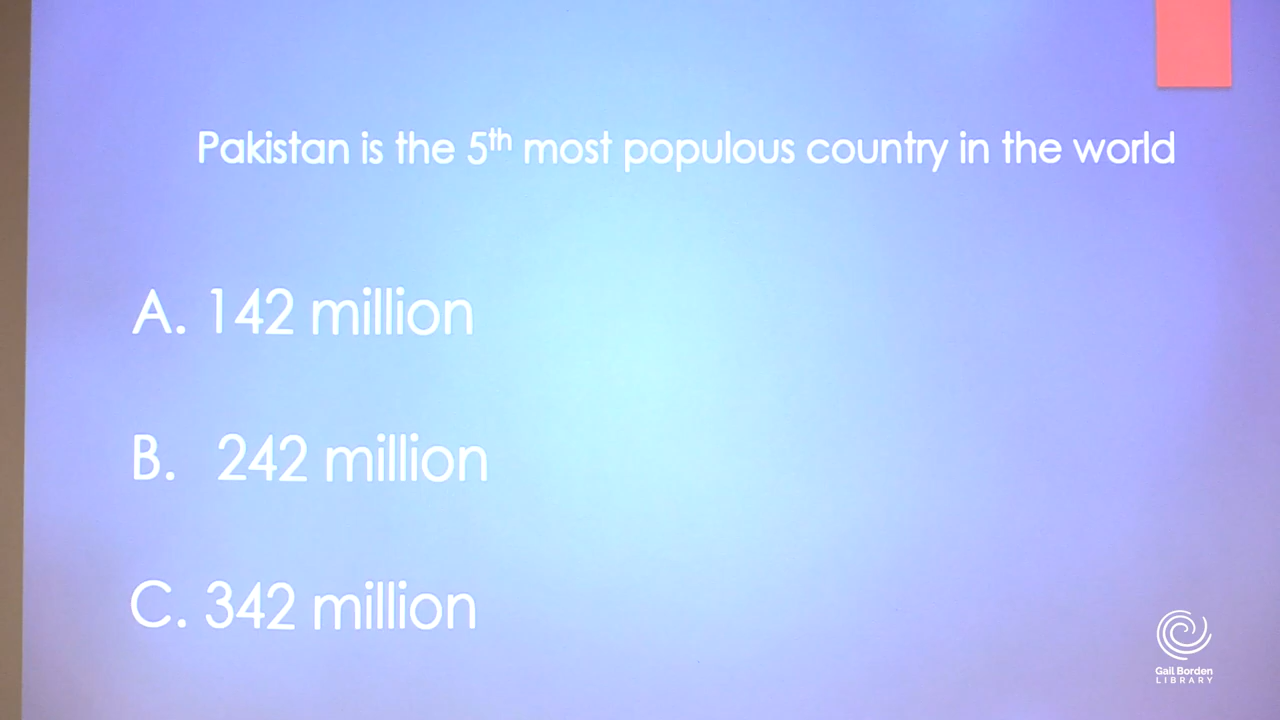 Pakistan is the 5th most populous country in the world
A. 142 million
B. 242 million
C. 342 million
Gail Borden
LIBRARY